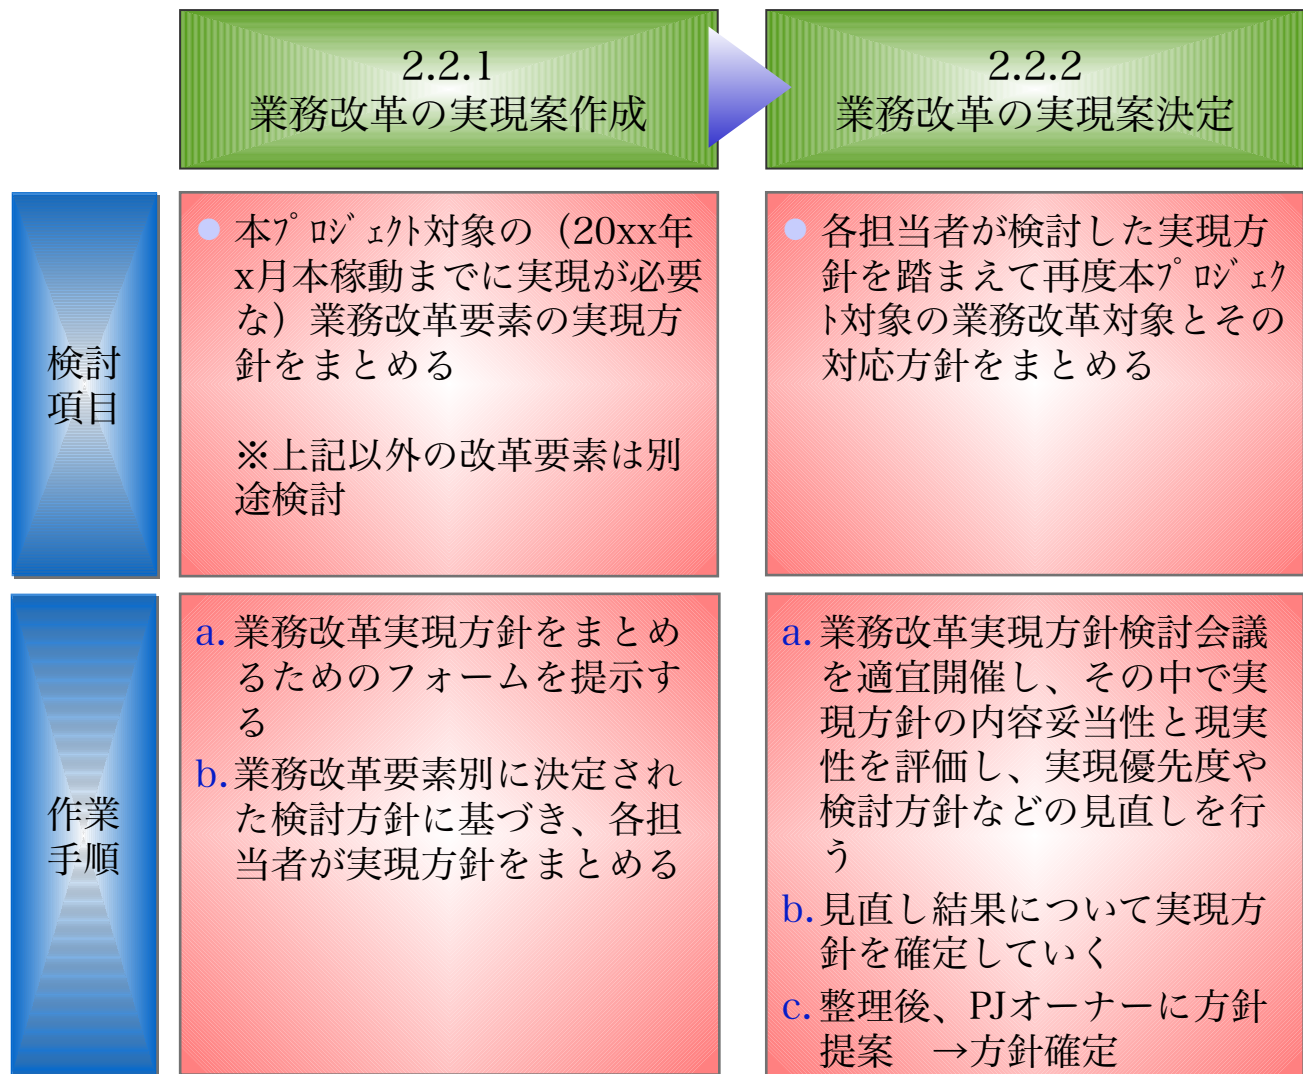 2.2.1
業務改革の実現案作成
2.2.2
業務改革の実現案決定
検討
項目
● 本ﾌﾟﾛｼﾞｪｸﾄ対象の（20xx年
x月本稼動までに実現が必要
な）業務改革要素の実現方
針をまとめる
※上記以外の改革要素は別
途検討
● 各担当者が検討した実現方
針を踏まえて再度本ﾌﾟﾛｼﾞｪｸ
ﾄ対象の業務改革対象とその
対応方針をまとめる
作業
手順
a. 業務改革実現方針をまとめ
るためのフォームを提示す
る
b. 業務改革要素別に決定され
た検討方針に基づき、各担
当者が実現方針をまとめる
a. 業務改革実現方針検討会議
を適宜開催し、その中で実
現方針の内容妥当性と現実
性を評価し、実現優先度や
検討方針などの見直しを行
う
b. 見直し結果について実現方
針を確定していく
c. 整理後、PJオーナーに方針
提案　→方針確定